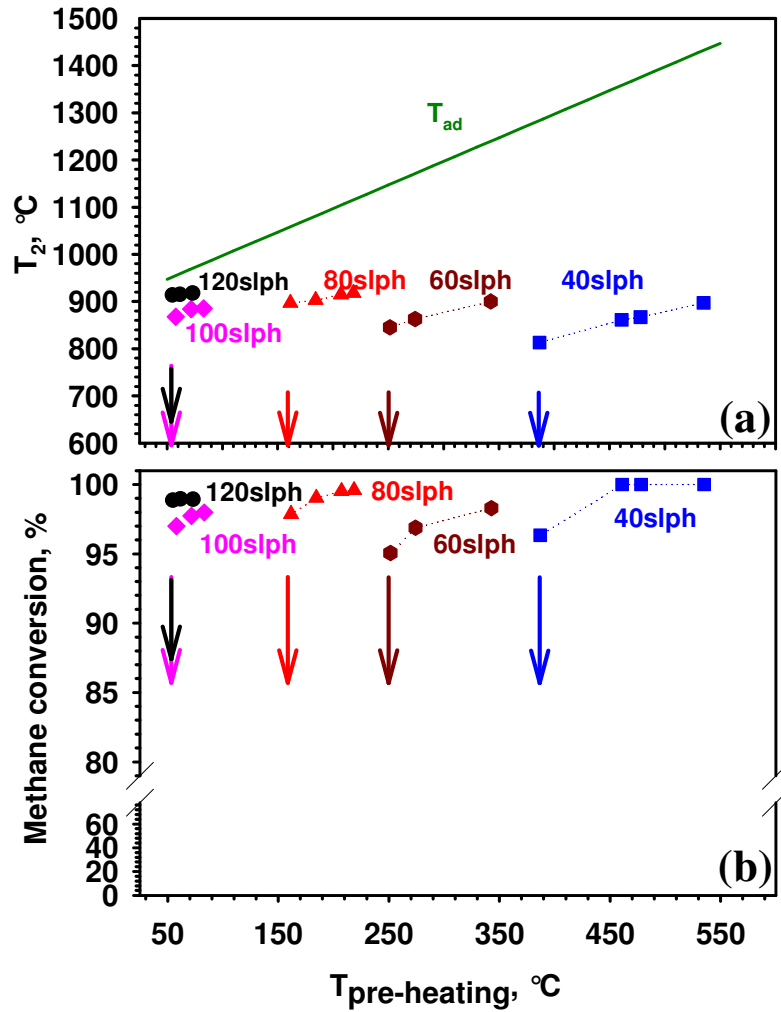 1500
1400
1300
1200
1100
1000
900
800
700
600
T2, °C
Tad
120slph
80slph
60slph
40slph
100slph
(a)
100
95
90
85
80
60
40
20
0
Methane conversion, %
120slph
80slph
100slph
60slph
40slph
(b)
50 150 250 350 450 550
Tpre-heating, °C